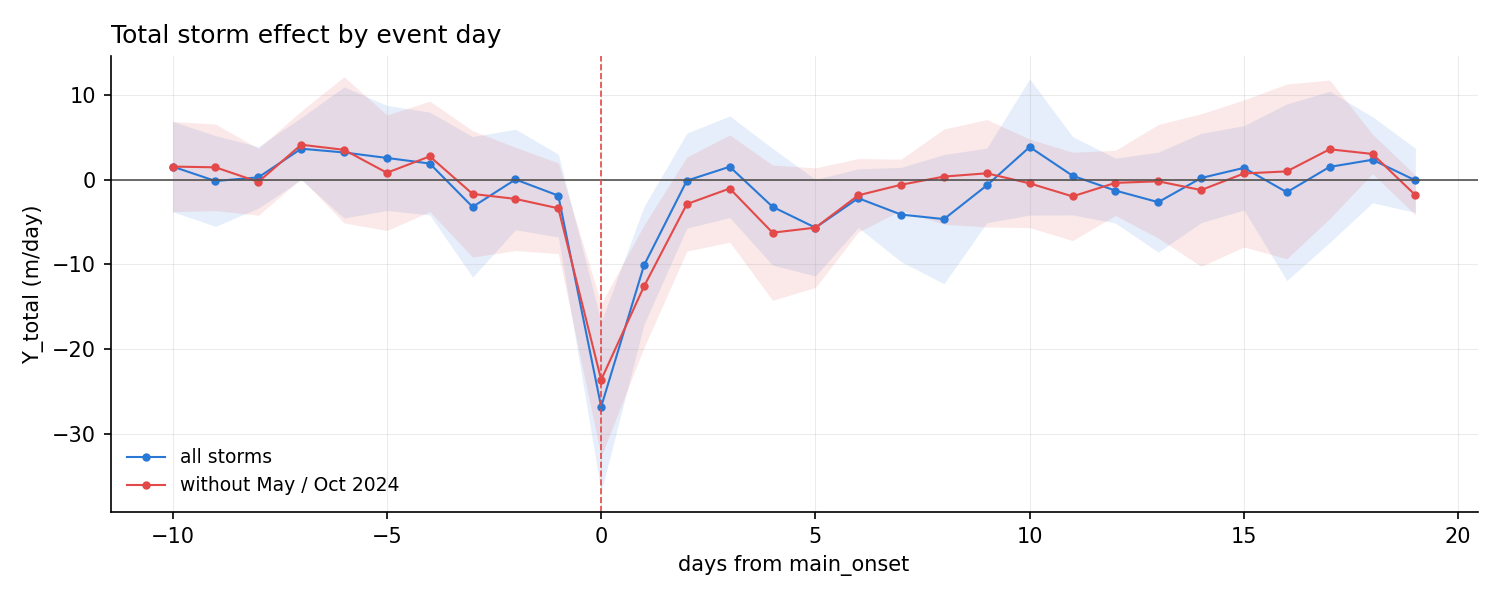 Total storm effect by event day
Y_total (m/day)
10
0
−10
−20
−30
all storms
without May / Oct 2024
−10
−5
0
5
10
15
20
days from main_onset